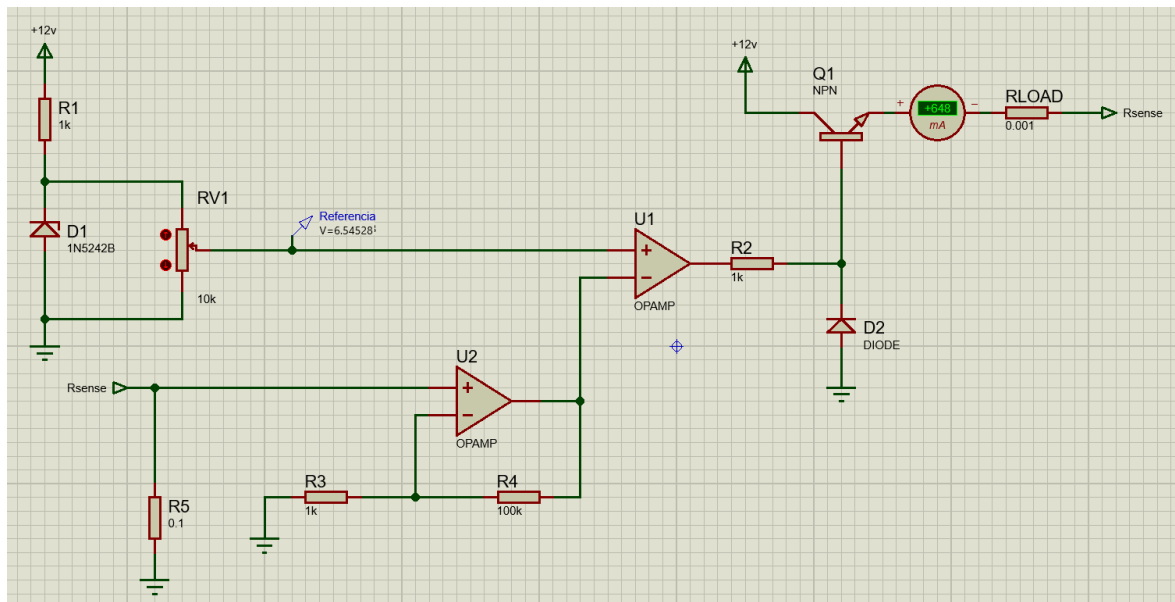 +12v
R1
1k
D1
1N5242B
RV1
10k
Referencia
V=6.54528
U1
+
−
OPAMP
R2
1k
+12v
Q1
NPN
+
+648
mA
−
RLOAD
0.001
Rsense
D2
DIODE
Rsense
U2
+
−
OPAMP
R3
1k
R4
100k
R5
0.1